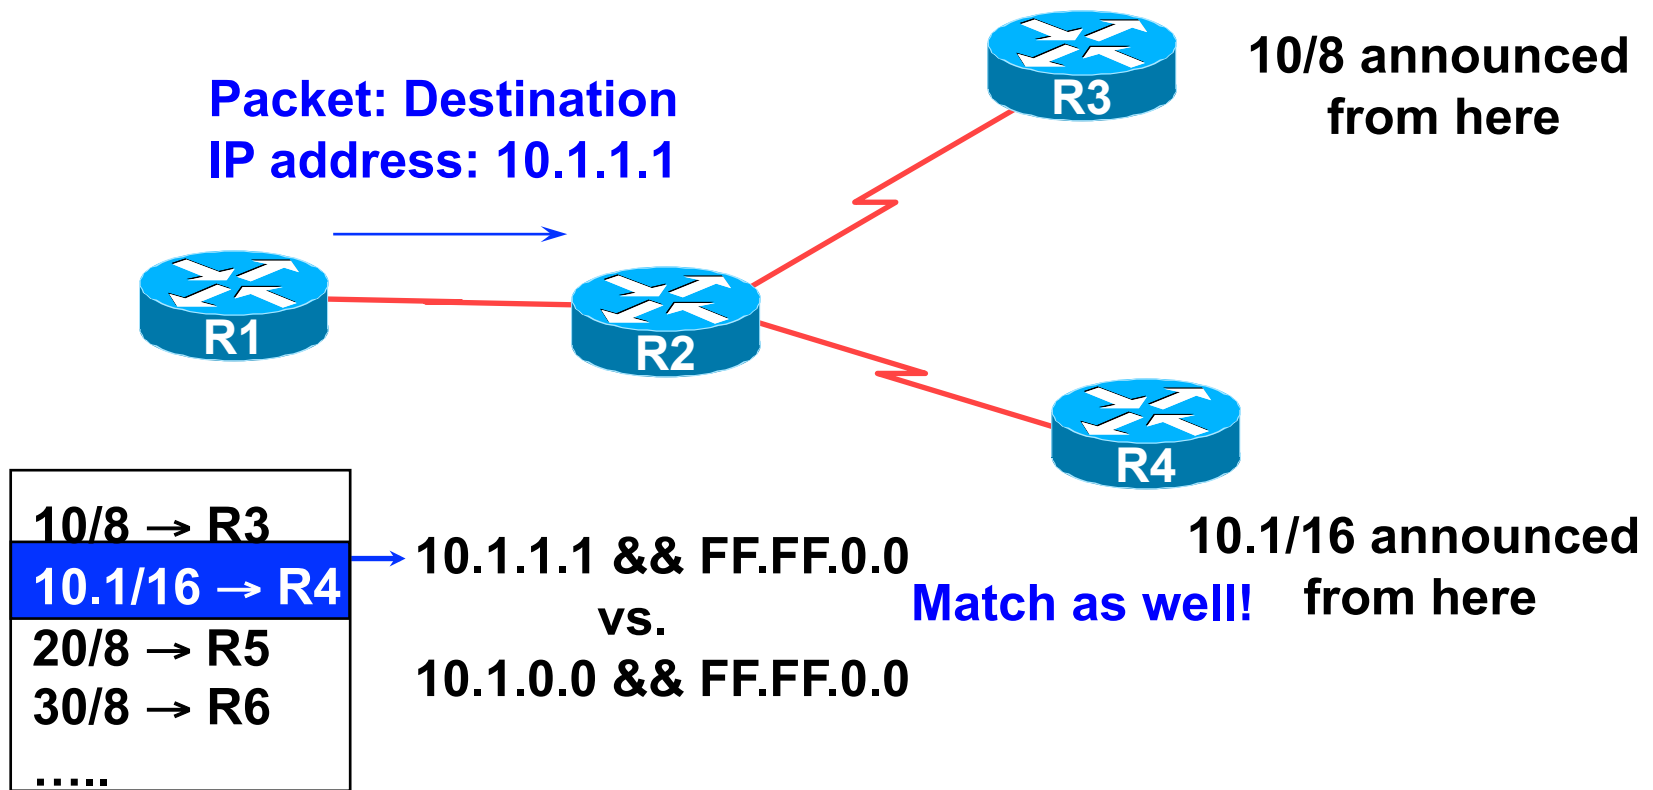 Packet: Destination
IP address: 10.1.1.1
10/8 announced
from here
R3
R1
R2
R4
10.1/16 announced
from here
10/8 → R3
10.1/16 → R4
20/8 → R5
30/8 → R6
…..
10.1.1.1 && FF.FF.0.0
vs.
10.1.0.0 && FF.FF.0.0
Match as well!